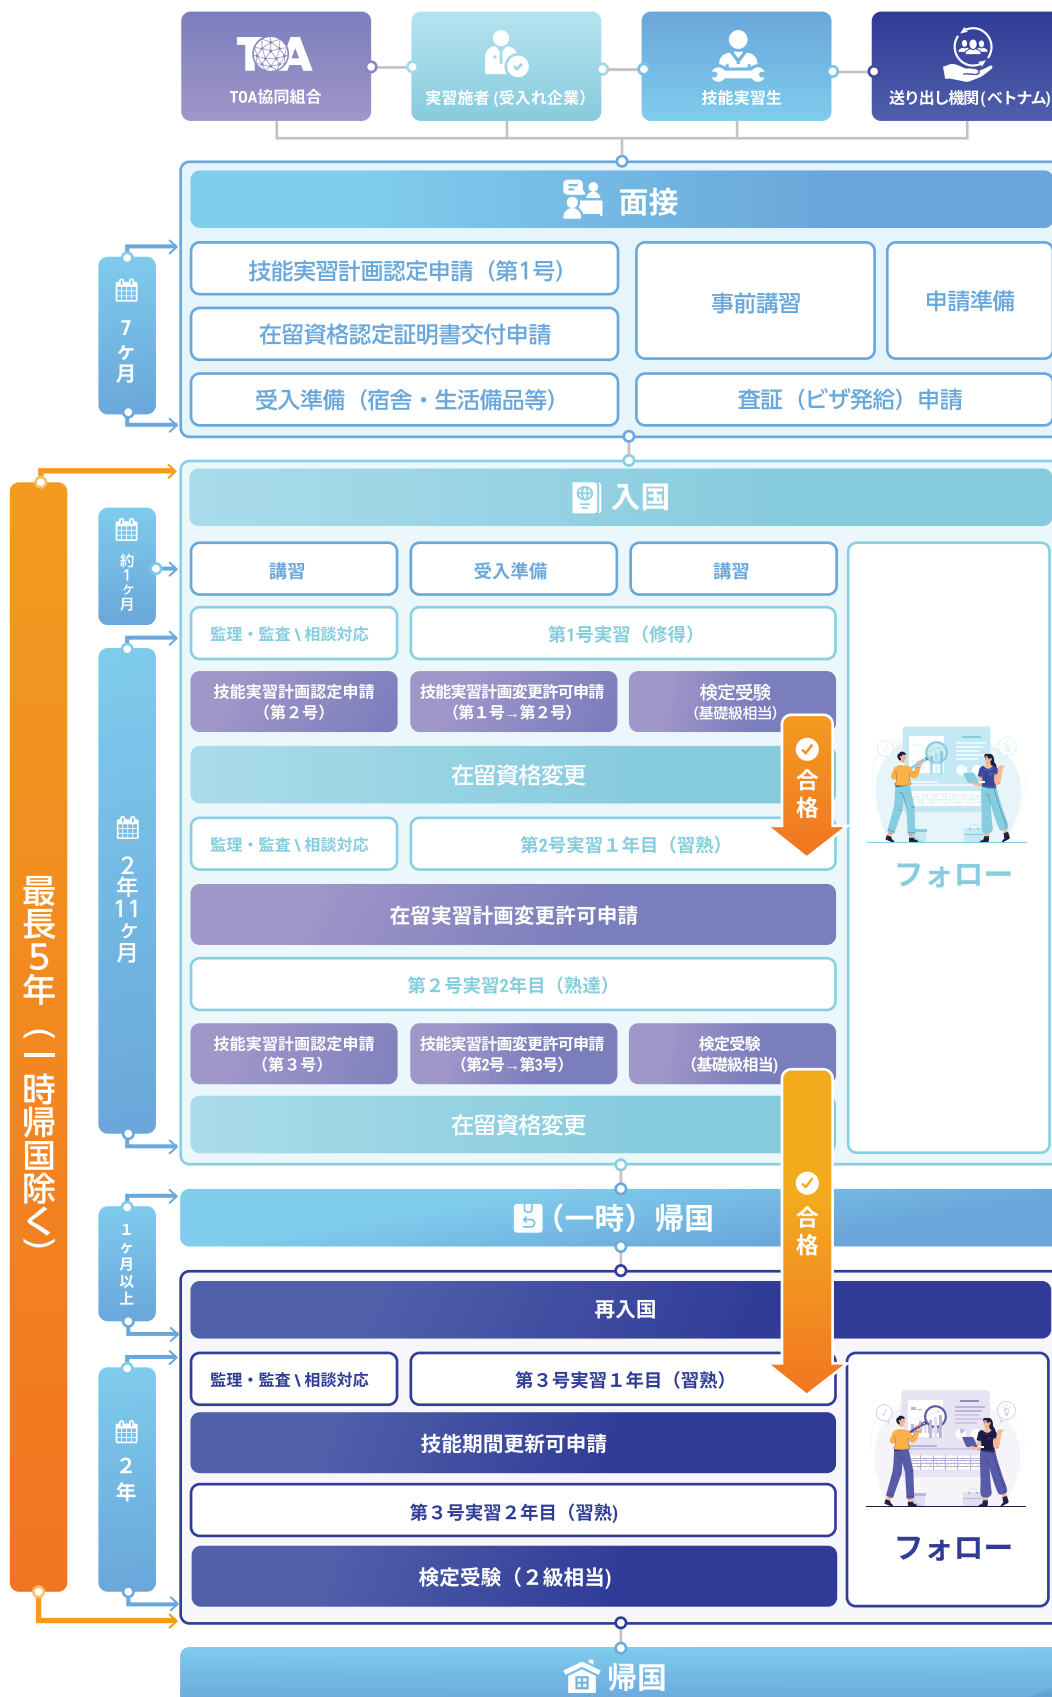 TOA
TOA協同組合
実習施者(受入れ企業)
技能実習生
送り出し機関(ベトナム)
面接
7ヶ月
技能実習計画認定申請（第1号）
在留資格認定証明書交付申請
受入準備（宿舎・生活備品等）
事前講習
申請準備
査証（ビザ発給）申請
最長5年（一時帰国除く）
入国
約1ヶ月
講習
受入準備
講習
2年11ヶ月
監理・監査\相談対応
第1号実習（修得）
技能実習計画認定申請
（第２号）
技能実習計画変更許可申請
（第１号→第２号）
検定受験
（基礎級相当）
合格
在留資格変更
監理・監査\相談対応
第2号実習１年目（習熟）
フォロー
在留実習計画変更許可申請
第２号実習2年目（熟達）
技能実習計画認定申請
（第３号）
技能実習計画変更許可申請
（第2号→第3号）
検定受験
（基礎級相当)
在留資格変更
合格
1ヶ月以上
（一時）帰国
再入国
2年
監理・監査\相談対応
第３号実習１年目（習熟）
技能期間更新可申請
第３号実習２年目（習熟)
検定受験（２級相当)
フォロー
帰国